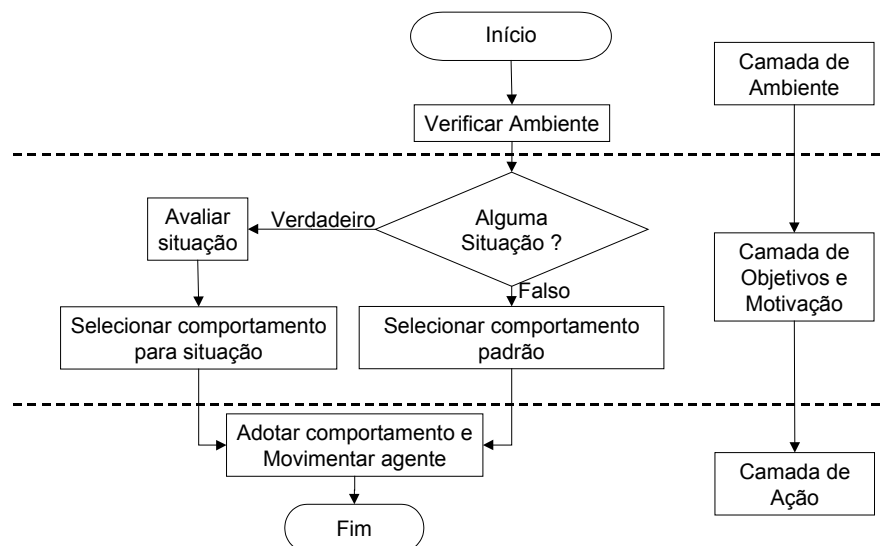 Início
Camada de
Ambiente
Verificar Ambiente
Alguma
Situação ?
Verdadeiro
Avaliar
situação
Falso
Camada de
Objetivos e
Motivação
Selecionar comportamento
para situação
Selecionar comportamento
padrão
Adotar comportamento e
Movimentar agente
Camada de
Ação
Fim